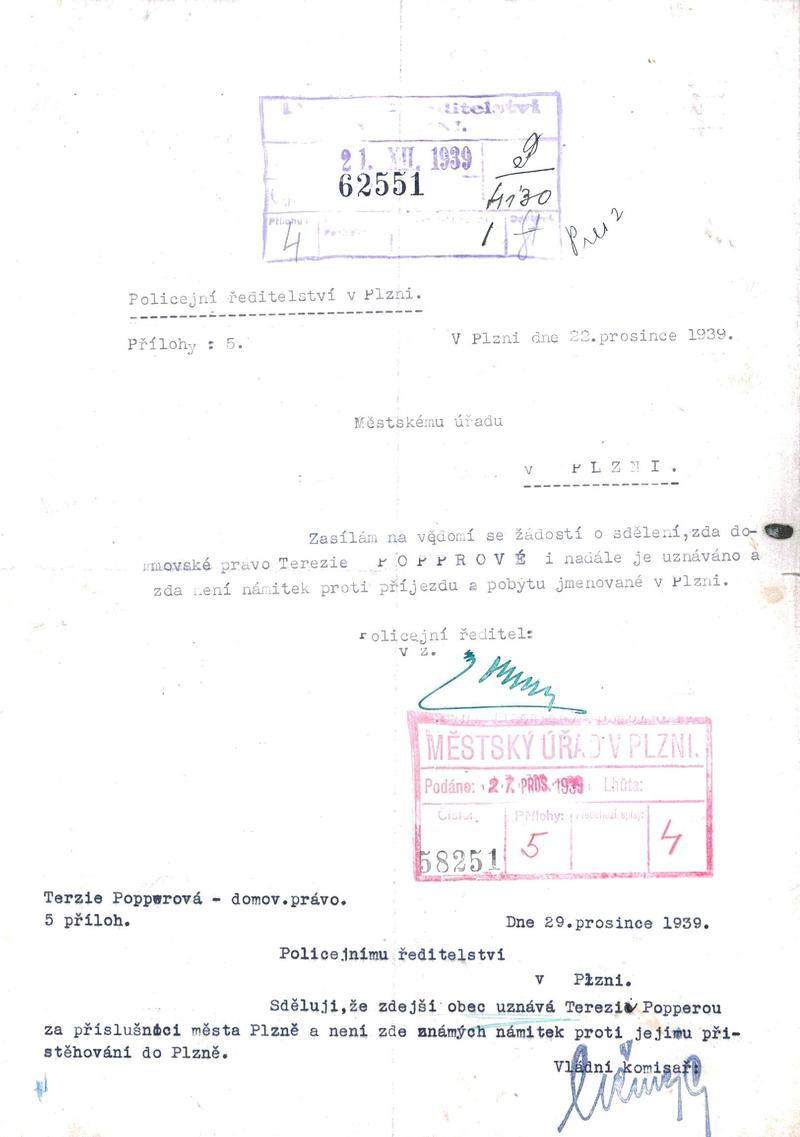 ředitelství
21. XII. 1939
62551
4130
Přílohy:
4
1
Pres 2
Policejní ředitelství v Plzni.
Přílohy : 5.
V Plzni dne 22.prosince 1939.
Městskému úřadu
v PLZNI.
Zasílám na vědomí se žádostí o sdělení,zda do-
movské právo Terezie POPPROVÉ i nadále je uznáváno a
zda není námitek proti příjezdu a pobytu jmenované v Plzni.
Policejní ředitel:
v z.
MĚSTSKÝ ÚŘAD V PLZNI.
Podáno: 27. PROS. 1939 Lhůta:
Číslo: Přílohy:
58251 5 4
Terzie Popperová - domov.právo.
5 příloh.
Dne 29.prosince 1939.
Policejnímu ředitelství
v Plzni.
Sděluji,že zdejší obec uznává Terezii Popperou
za příslušnici města Plzně a není zde známých námitek proti jejímu při-
stěhování do Plzně.
Vládní komisař: